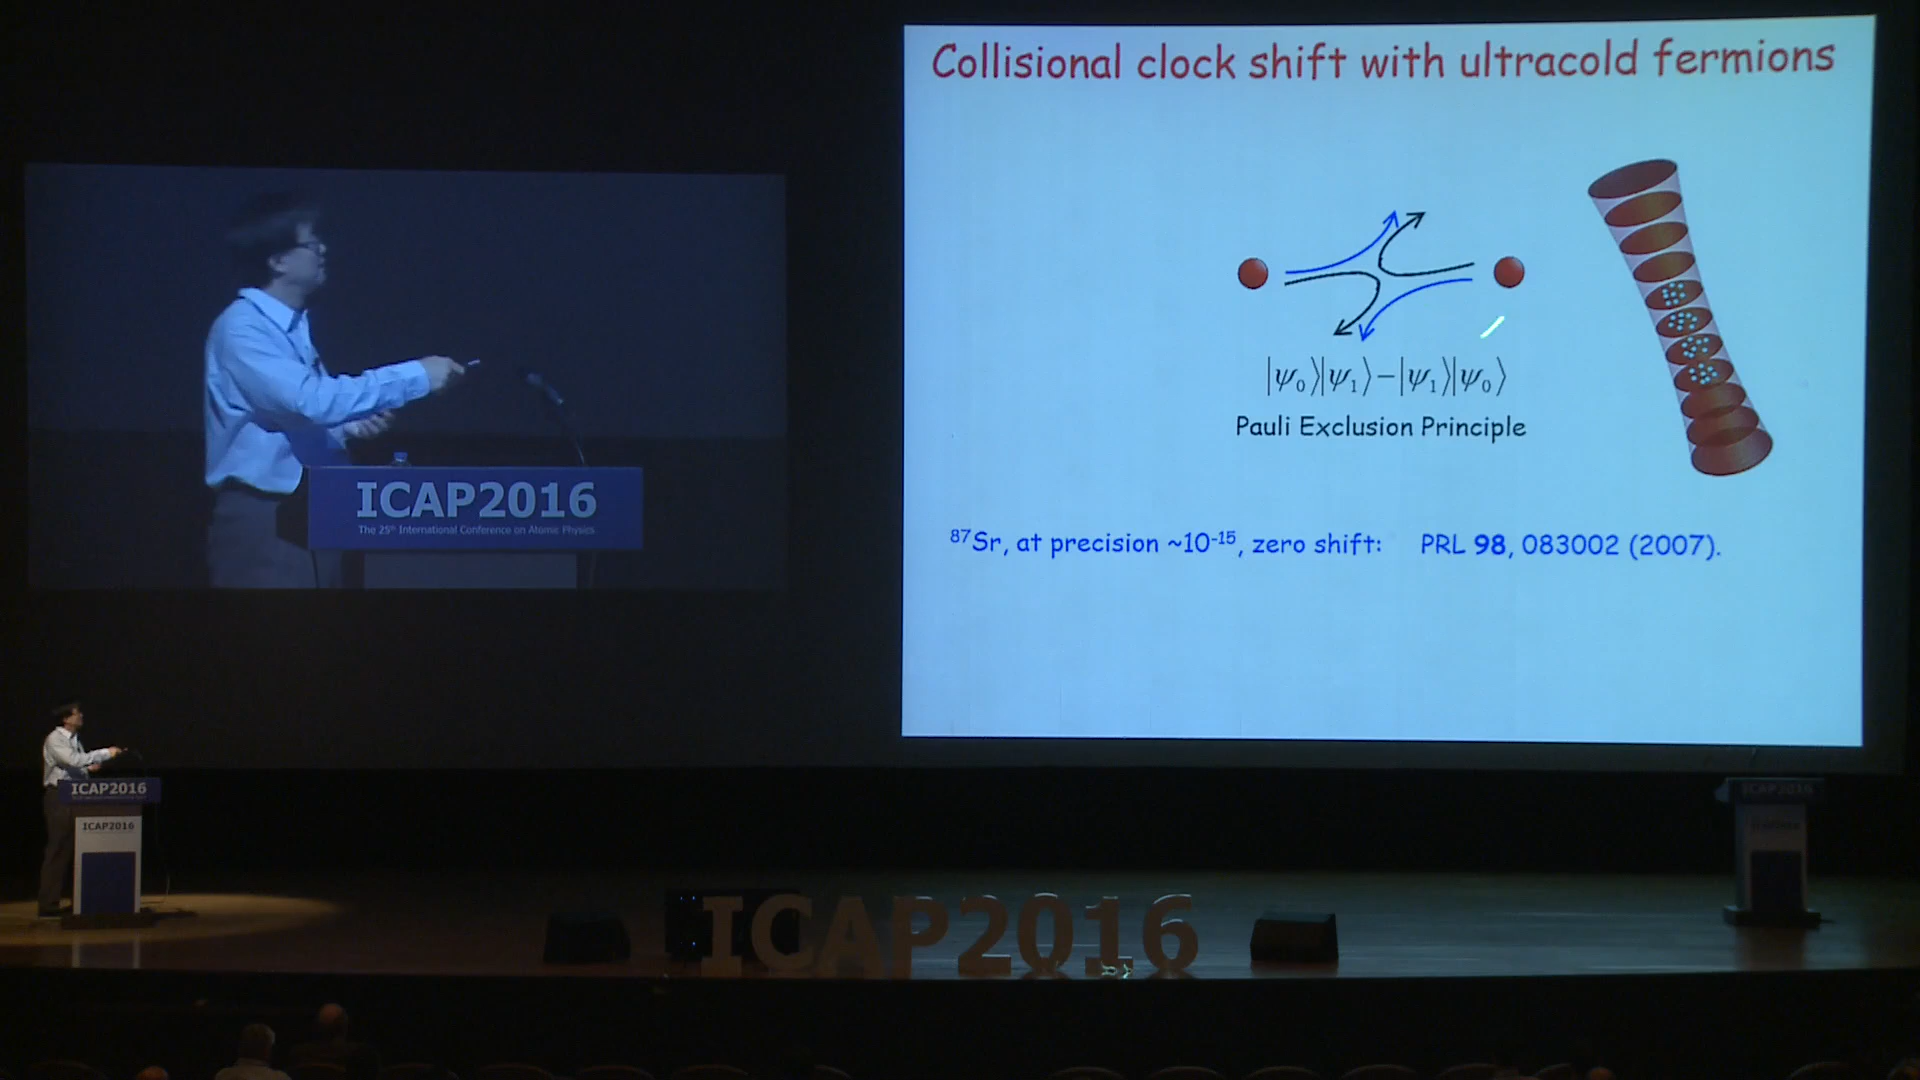 Collisional clock shift with ultracold fermions
|ψ₀⟩|ψ₁⟩−|ψ₁⟩|ψ₀⟩
Pauli Exclusion Principle
⁸⁷Sr, at precision ~10⁻¹⁵, zero shift: PRL 98, 083002 (2007).
ICAP2016
The 25th International Conference on Atomic Physics
ICAP2016
ICAP2016
ICAP2016
ICAP2016